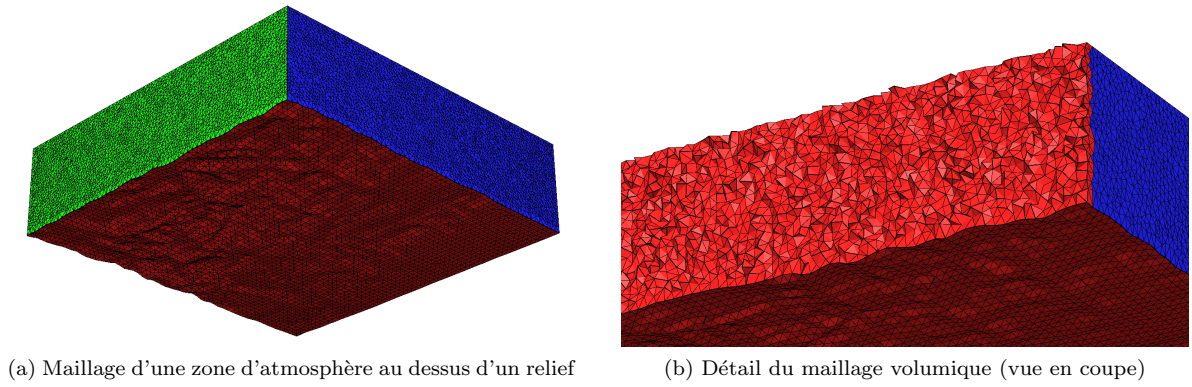 (a) Maillage d'une zone d'atmosphère au dessus d'un relief
(b) Détail du maillage volumique (vue en coupe)